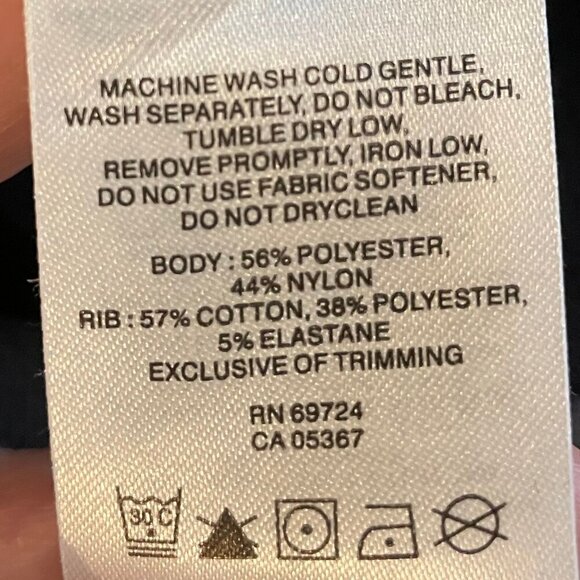 MACHINE WASH COLD GENTLE,
WASH SEPARATELY, DO NOT BLEACH,
TUMBLE DRY LOW,
REMOVE PROMPTLY, IRON LOW,
DO NOT USE FABRIC SOFTENER,
DO NOT DRYCLEAN
BODY : 56% POLYESTER,
44% NYLON
RIB : 57% COTTON, 38% POLYESTER,
5% ELASTANE
EXCLUSIVE OF TRIMMING
RN 69724
CA 05367
30 C